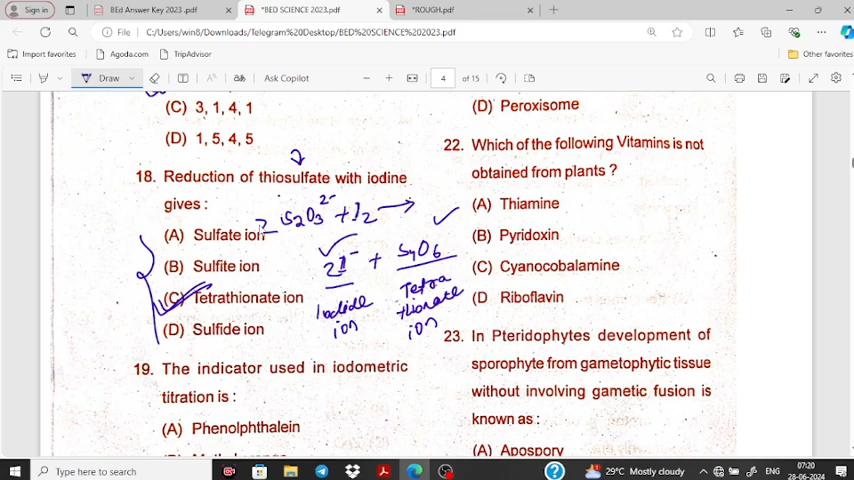 Sign in
BEd Answer Key 2023 .pdf
*BED SCIENCE 2023.pdf
*ROUGH.pdf
File
C:/Users/win8/Downloads/Telegram%20Desktop/BED%20SCIENCE%202023.pdf
Import favorites
Agoda.com
TripAdvisor
Other favorites
Draw
Ask Copilot
4
of 15
(C) 3, 1, 4, 1
(D) 1, 5, 4, 5
18. Reduction of thiosulfate with iodine
gives :
(A) Sulfate ion
(B) Sulfite ion
(C) Tetrathionate ion
(D) Sulfide ion
2 S2O3 2- + I2 →
2I- + S4O6
Iodide
ion
Tetra
thionate
ion
19. The indicator used in iodometric
titration is :
(A) Phenolphthalein
(D) Peroxisome
22. Which of the following Vitamins is not
obtained from plants ?
(A) Thiamine
(B) Pyridoxin
(C) Cyanocobalamine
(D Riboflavin
23. In Pteridophytes development of
sporophyte from gametophytic tissue
without involving gametic fusion is
known as :
(A) Apospory
Type here to search
29°C Mostly cloudy
ENG
07:20
28-06-2024